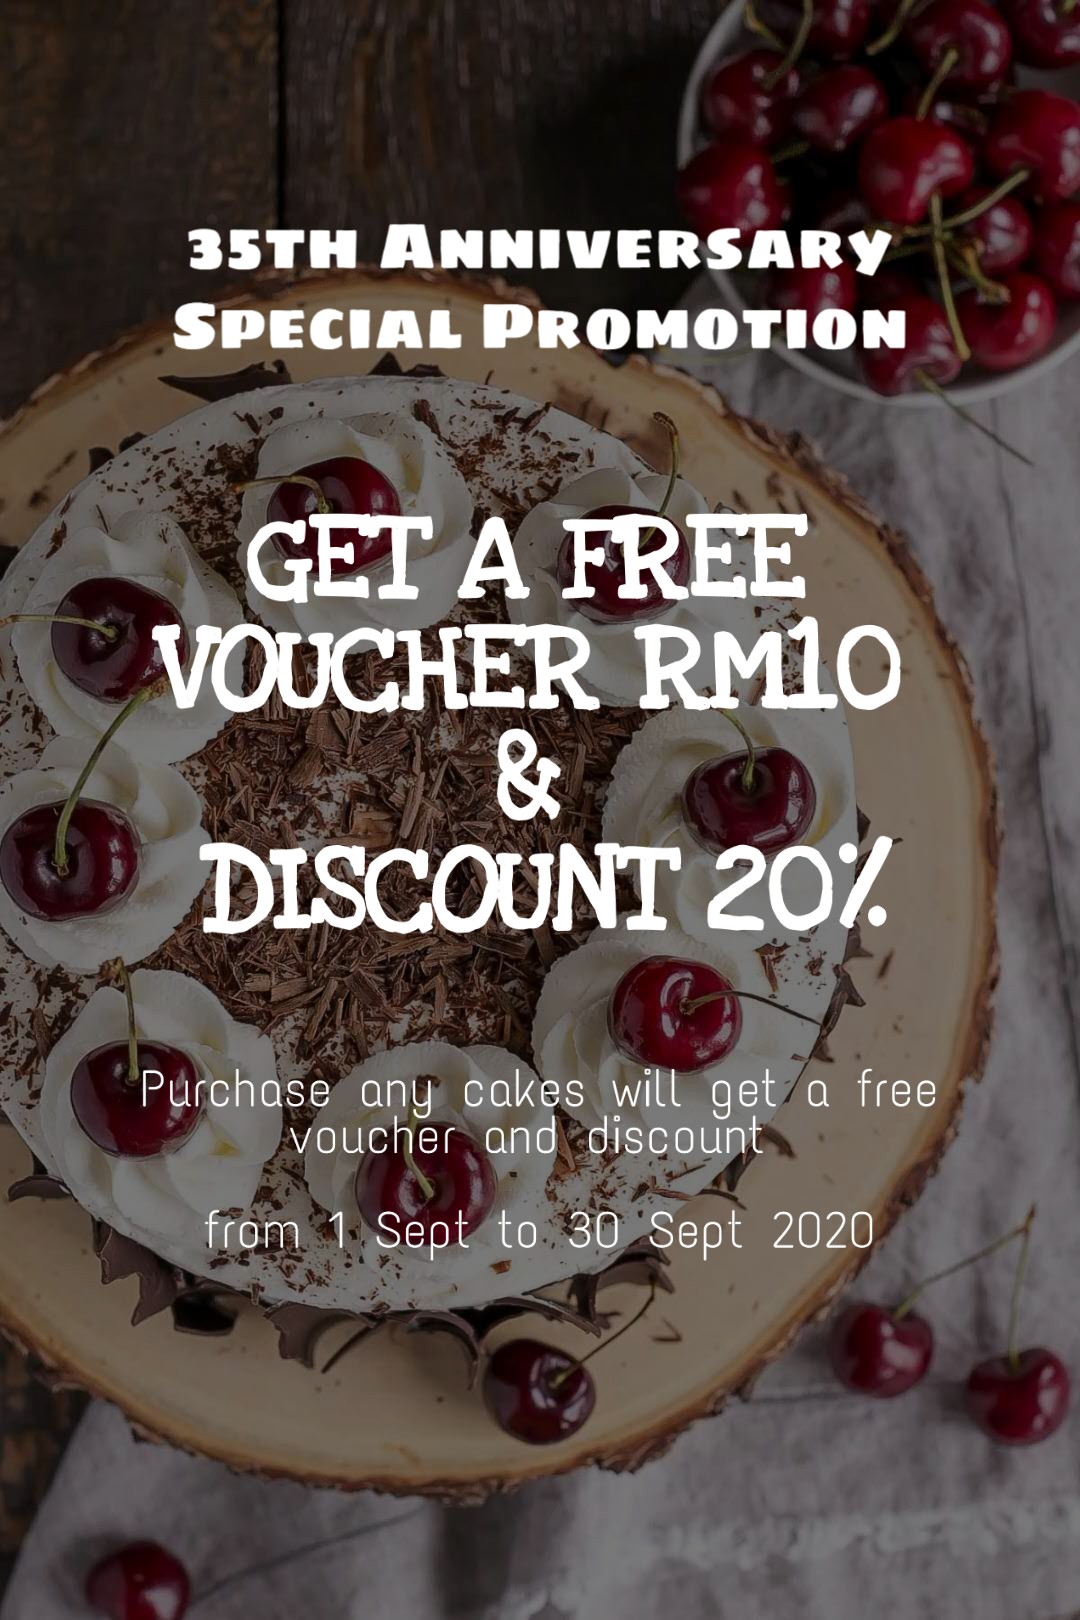 35TH ANNIVERSARY
SPECIAL PROMOTION
GET A FREE
VOUCHER RM10
&
DISCOUNT 20%
Purchase any cakes will get a free
voucher and discount
from 1 Sept to 30 Sept 2020